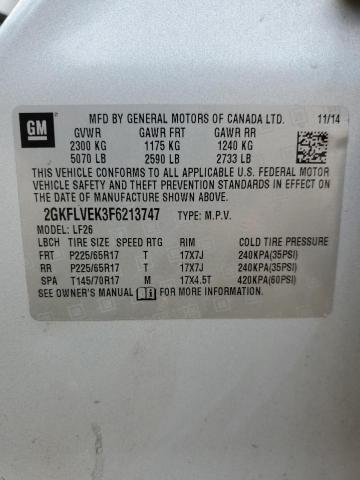 GM MFD BY GENERAL MOTORS OF CANADA LTD. 11/14
GVWR GAWR FRT GAWR RR
2300 KG 1175 KG 1240 KG
5070 LB 2590 LB 2733 LB
THIS VEHICLE CONFORMS TO ALL APPLICABLE U.S. FEDERAL MOTOR
VEHICLE SAFETY AND THEFT PREVENTION STANDARDS IN EFFECT ON
THE DATE OF MANUFACTURE SHOWN ABOVE.
2GKFLVEK3F6213747 TYPE: M.P.V.
MODEL: LF26
LBCH TIRE SIZE SPEED RTG RIM COLD TIRE PRESSURE
FRT P225/65R17 T 17X7J 240KPA(35PSI)
RR P225/65R17 T 17X7J 240KPA(35PSI)
SPA T145/70R17 M 17X4.5T 420KPA(60PSI)
SEE OWNER'S MANUAL FOR MORE INFORMATION.